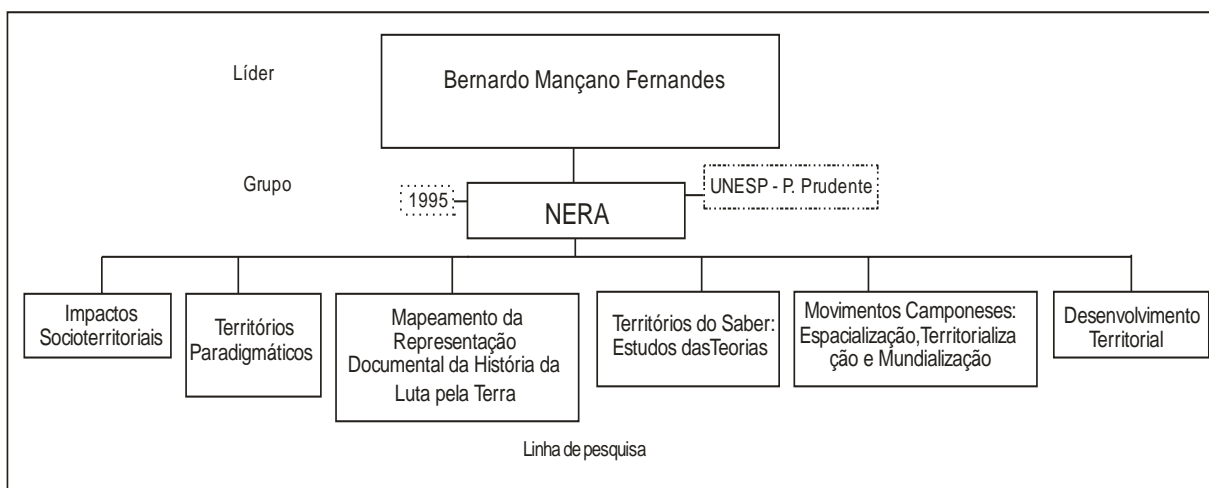 Líder
Bernardo Mançano Fernandes
Grupo
1995
NERA
UNESP - P. Prudente
Impactos
Socioterritoriais
Territórios
Paradigmáticos
Mapeamento da
Representação
Documental da História da
Luta pela Terra
Territórios do Saber:
Estudos dasTeorias
Movimentos Camponeses:
Espacialização,Territorializa
ção e Mundialização
Desenvolvimento
Territorial
Linha de pesquisa